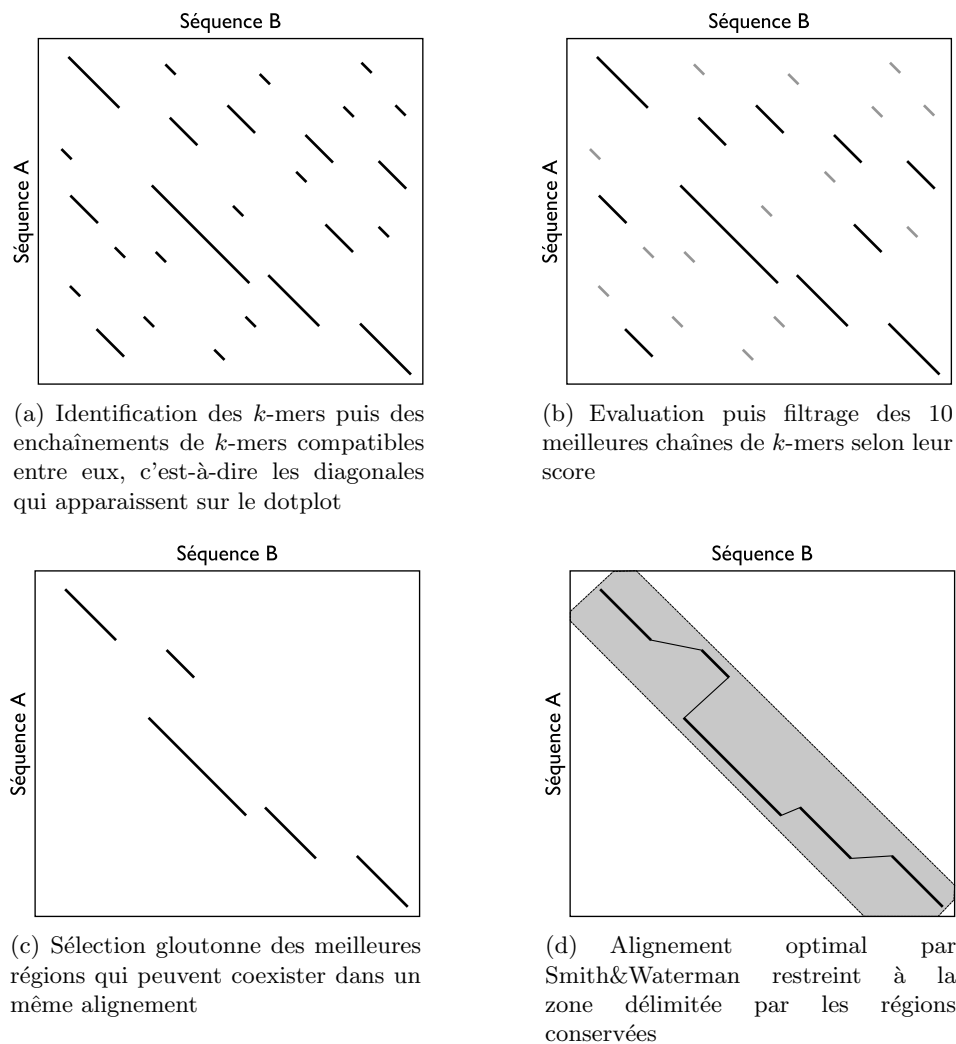 Séquence B
Séquence A
(a) Identification des k-mers puis des
enchaînements de k-mers compatibles
entre eux, c'est-à-dire les diagonales
qui apparaissent sur le dotplot
Séquence B
Séquence A
(b) Evaluation puis filtrage des 10
meilleures chaînes de k-mers selon leur
score
Séquence B
Séquence A
(c) Sélection gloutonne des meilleures
régions qui peuvent coexister dans un
même alignement
Séquence B
Séquence A
(d) Alignement optimal par
Smith&Waterman restreint à la
zone délimitée par les régions
conservées